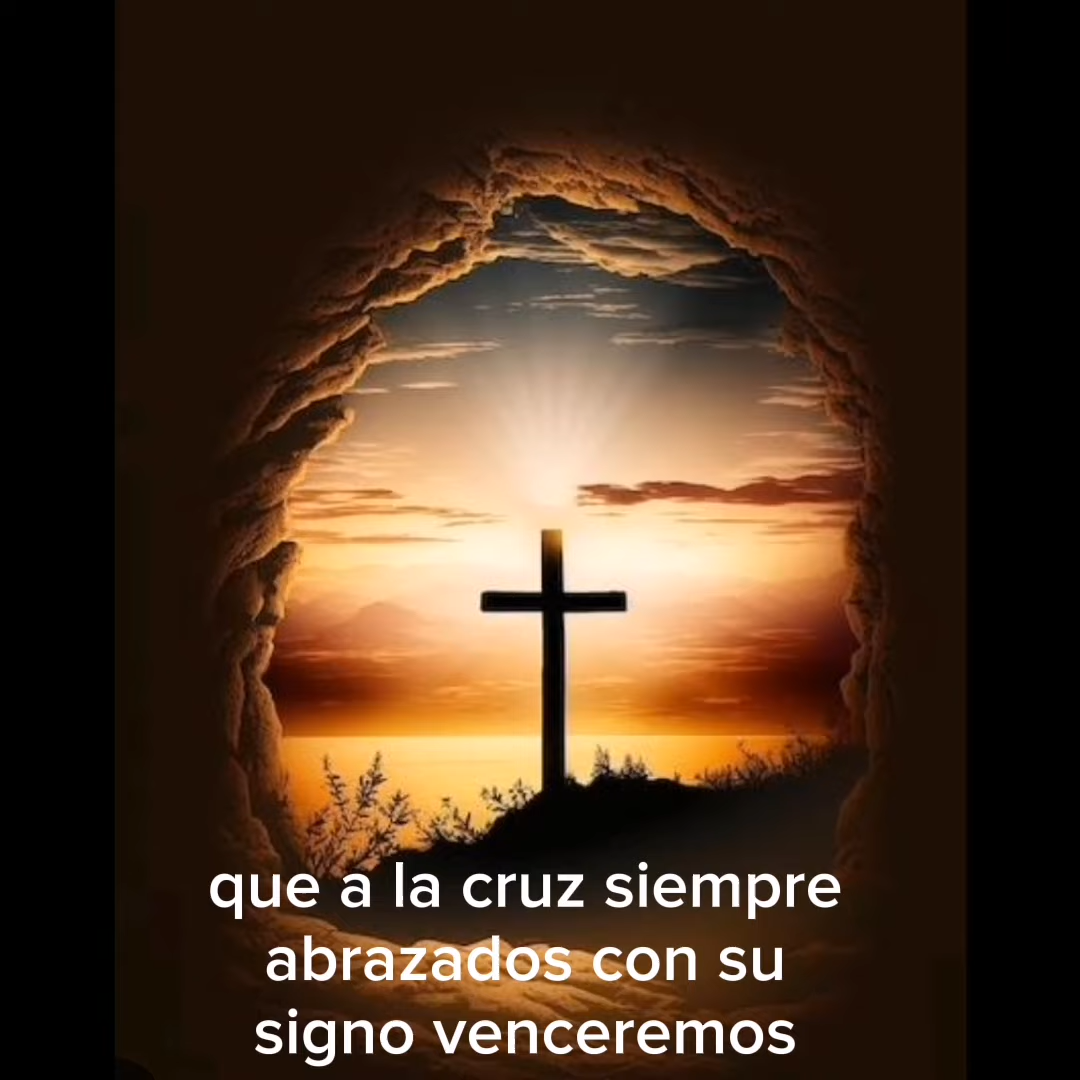 que a la cruz siempre
abrazados con su
signo venceremos